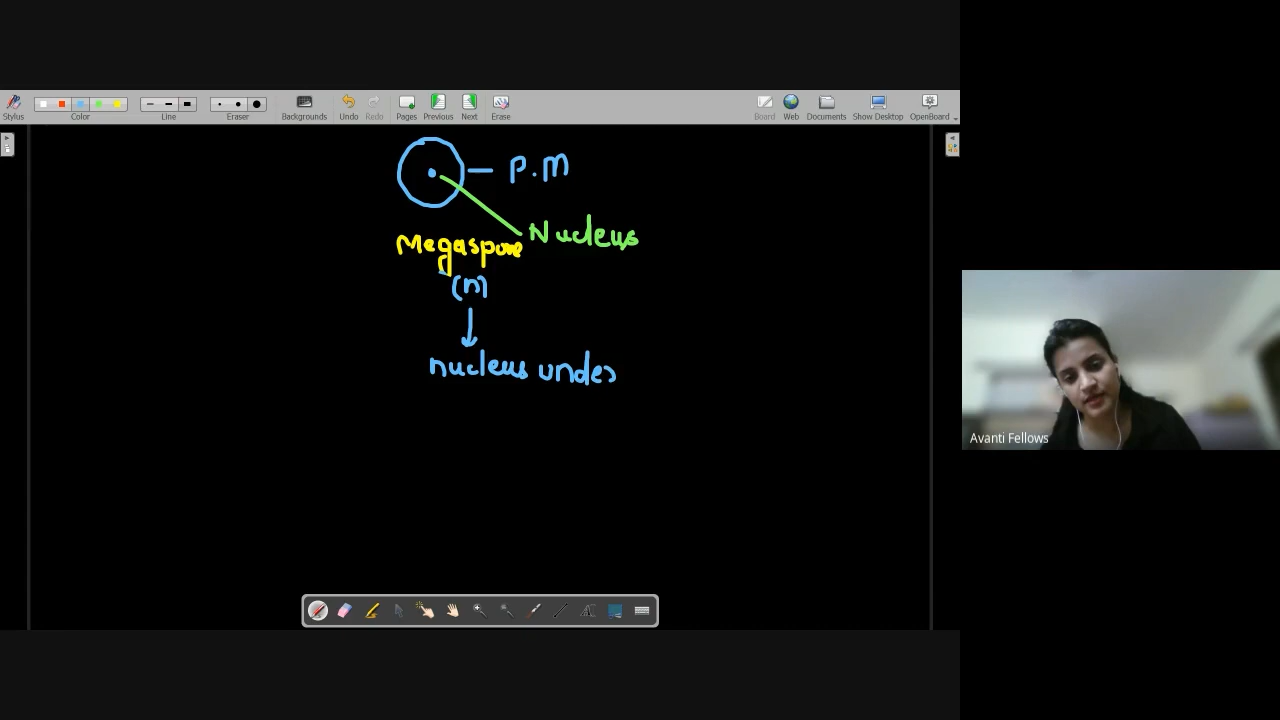 Stylus
Color
Line
Eraser
Backgrounds
Undo
Redo
Pages
Previous
Next
Erase
Board
Web
Documents
Show Desktop
OpenBoard
P.M
Nucleus
Megaspore
(n)
nucleus under
Avanti Fellows